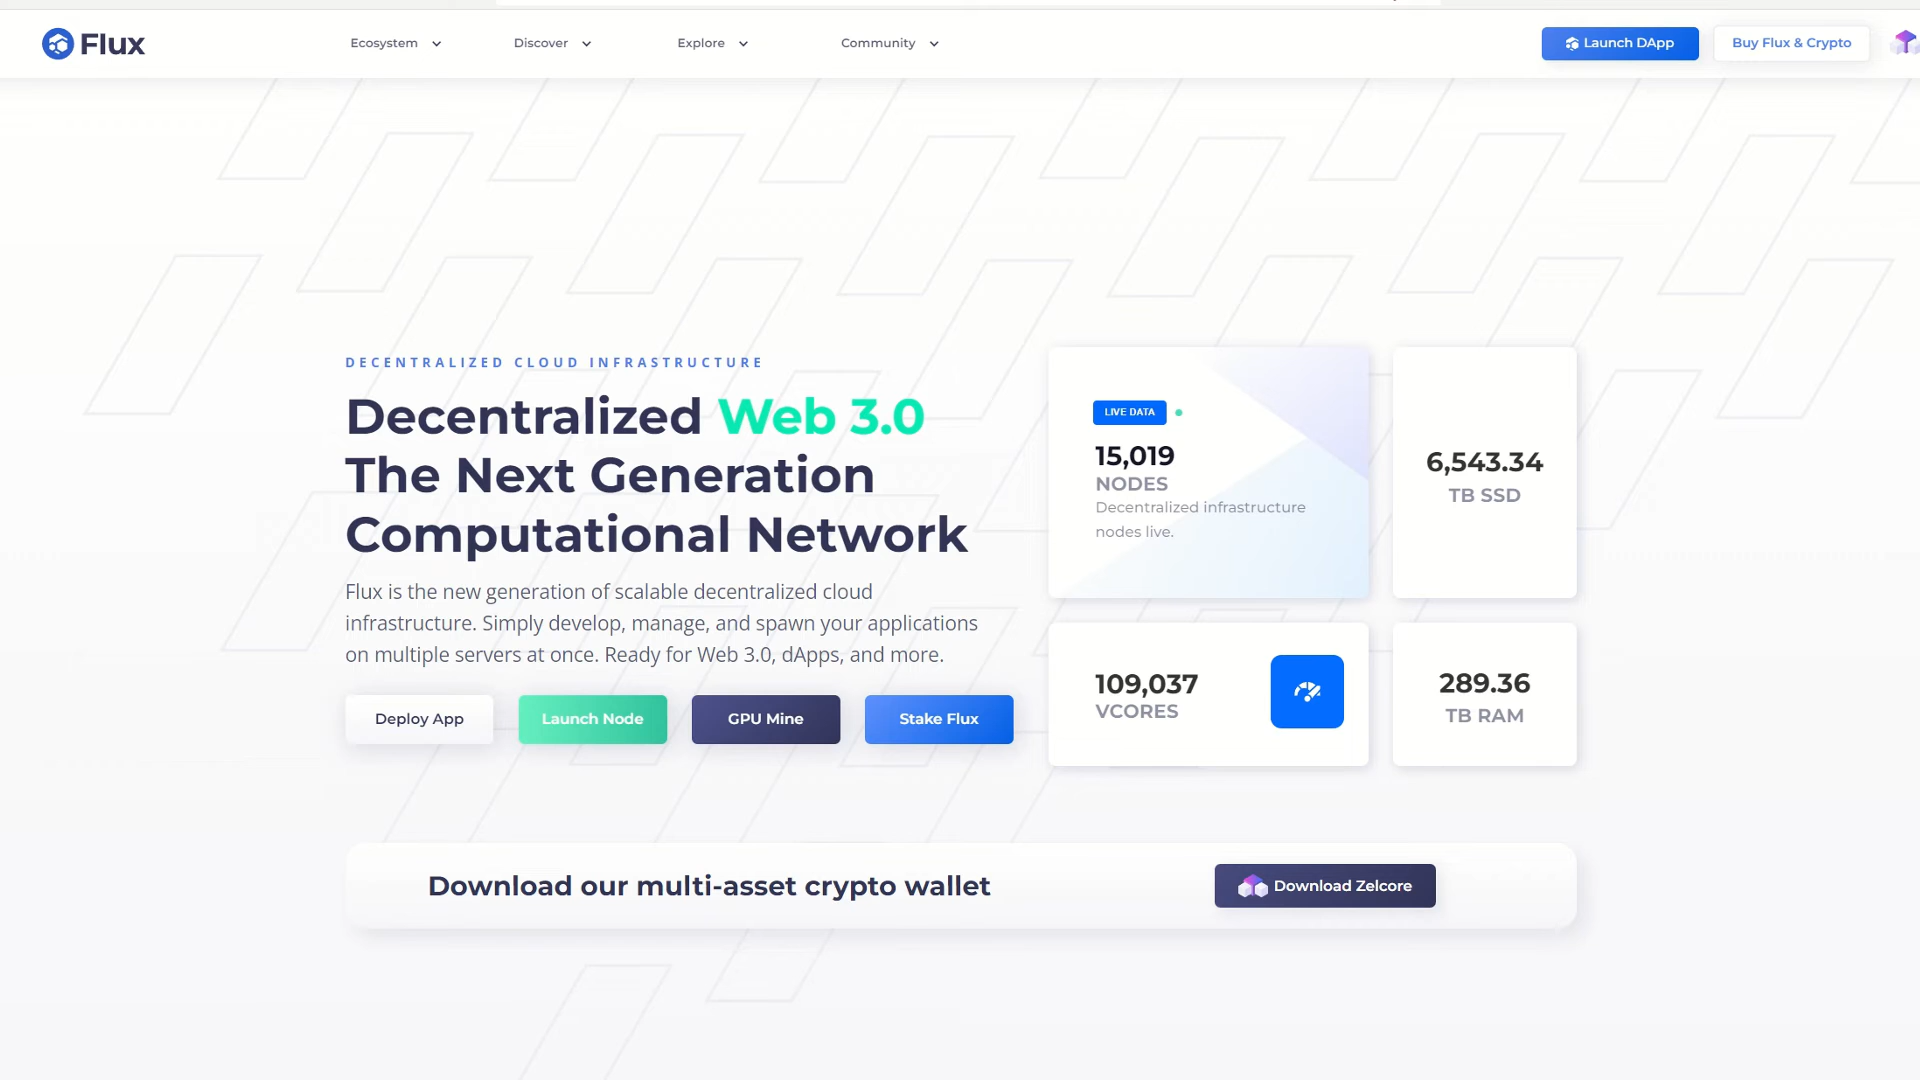 Flux
Ecosystem
Discover
Explore
Community
Launch DApp
Buy Flux & Crypto
DECENTRALIZED CLOUD INFRASTRUCTURE
Decentralized Web 3.0
The Next Generation
Computational Network
Flux is the new generation of scalable decentralized cloud
infrastructure. Simply develop, manage, and spawn your applications
on multiple servers at once. Ready for Web 3.0, dApps, and more.
Deploy App
Launch Node
GPU Mine
Stake Flux
LIVE DATA
15,019
NODES
Decentralized infrastructure
nodes live.
6,543.34
TB SSD
109,037
VCORES
289.36
TB RAM
Download our multi-asset crypto wallet
Download Zelcore